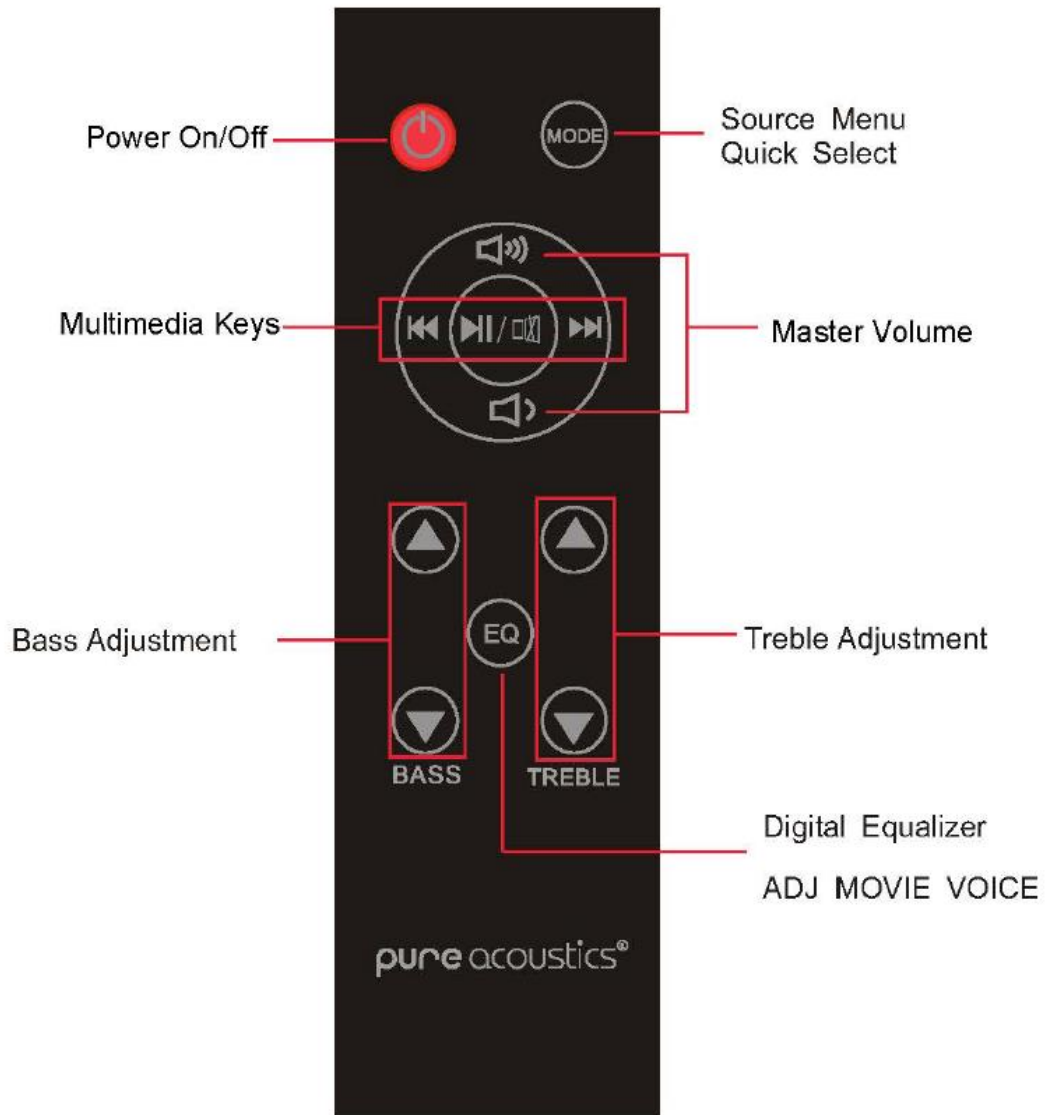 Power On/Off
MODE
Source Menu
Quick Select
Multimedia Keys
/
Master Volume
Bass Adjustment
EQ
Treble Adjustment
BASS
TREBLE
Digital Equalizer
ADJ MOVIE VOICE
pure acoustics®